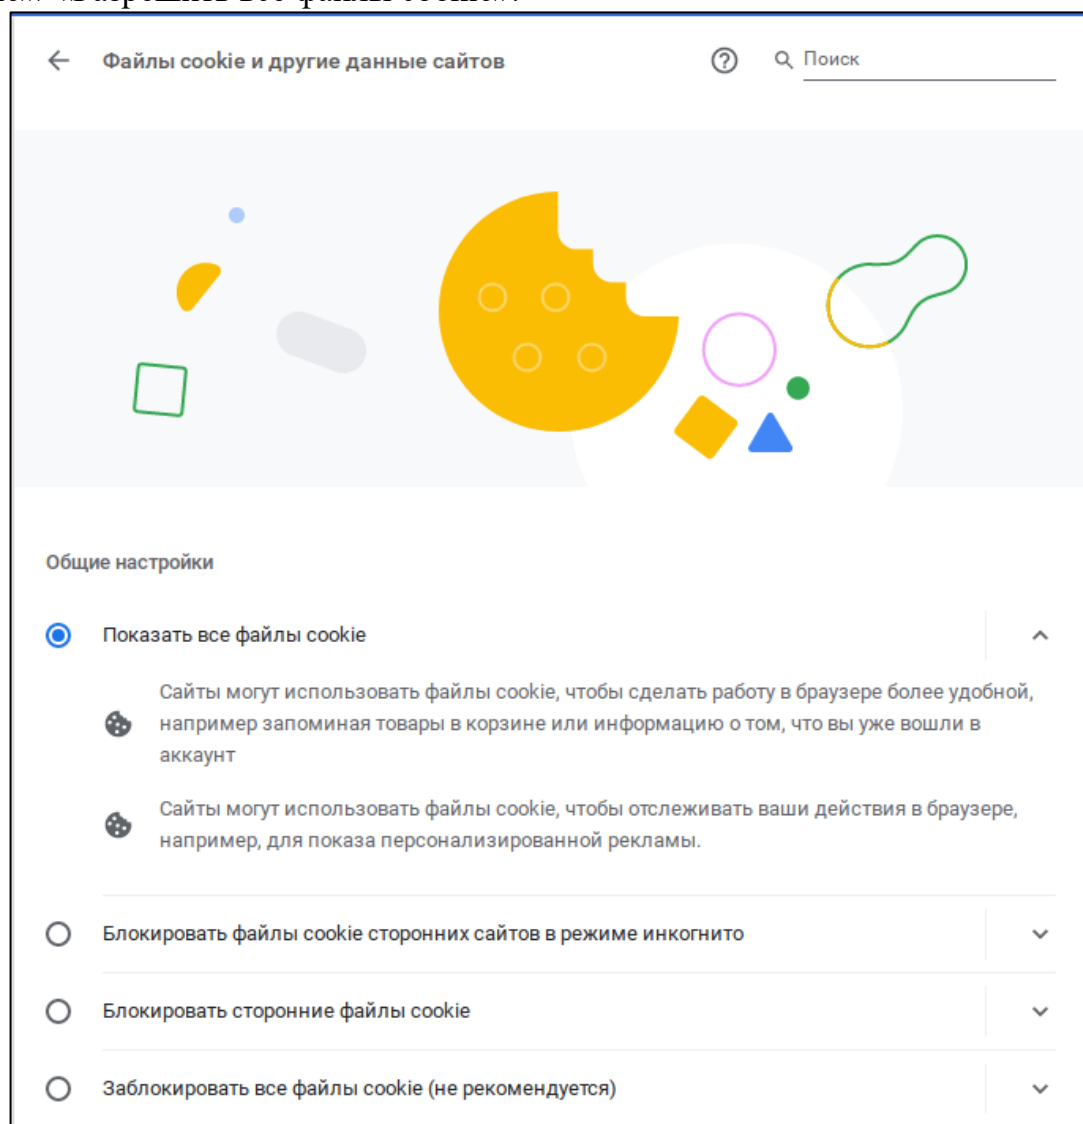 Файлы cookie и другие данные сайтов
Поиск
Общие настройки
Показать все файлы cookie
Сайты могут использовать файлы cookie, чтобы сделать работу в браузере более удобной,
например запоминая товары в корзине или информацию о том, что вы уже вошли в
аккаунт
Сайты могут использовать файлы cookie, чтобы отслеживать ваши действия в браузере,
например, для показа персонализированной рекламы.
Блокировать файлы cookie сторонних сайтов в режиме инкогнито
Блокировать сторонние файлы cookie
Заблокировать все файлы cookie (не рекомендуется)